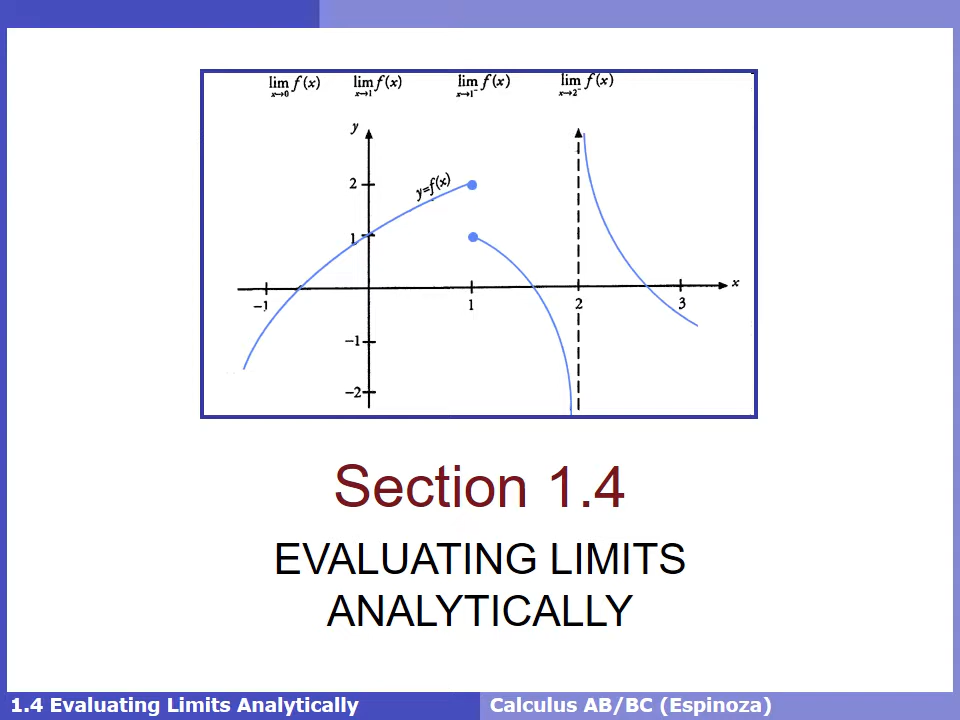 lim f(x) lim f(x) lim f(x) lim f(x)
x→0 x→1 x→1⁻ x→2⁻
y
2
y=f(x)
1
x
−1 1 2 3
−1
−2
Section 1.4
EVALUATING LIMITS
ANALYTICALLY
1.4 Evaluating Limits Analytically Calculus AB/BC (Espinoza)